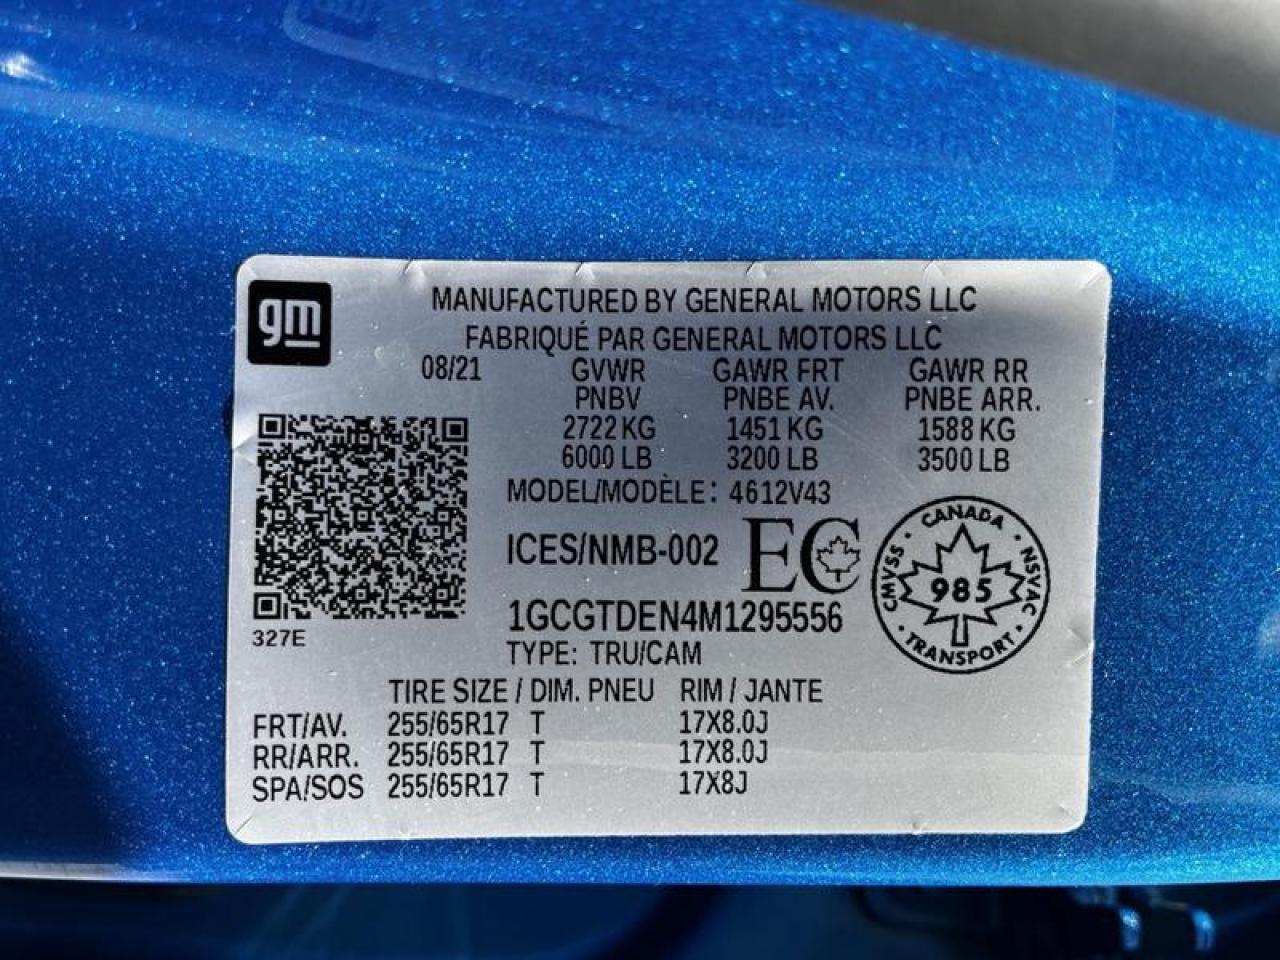 gm
MANUFACTURED BY GENERAL MOTORS LLC
FABRIQUÉ PAR GENERAL MOTORS LLC
08/21 GVWR GAWR FRT GAWR RR
PNBV PNBE AV. PNBE ARR.
2722 KG 1451 KG 1588 KG
6000 LB 3200 LB 3500 LB
MODEL/MODÈLE: 4612V43
ICES/NMB-002 EC
CANADA
CMVSS 985 NSVAC
TRANSPORT
1GCGTDEN4M1295556
327E
TYPE: TRU/CAM
TIRE SIZE / DIM. PNEU RIM / JANTE
FRT/AV. 255/65R17 T 17X8.0J
RR/ARR. 255/65R17 T 17X8.0J
SPA/SOS 255/65R17 T 17X8J